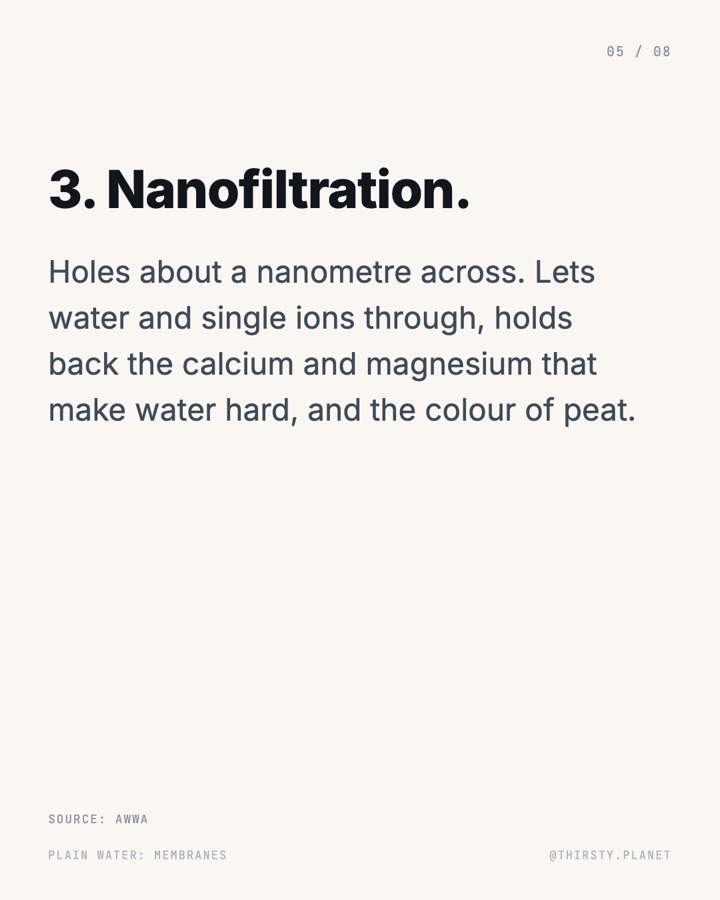 05 / 08
3. Nanofiltration.
Holes about a nanometre across. Lets
water and single ions through, holds
back the calcium and magnesium that
make water hard, and the colour of peat.
SOURCE: AWWA
PLAIN WATER: MEMBRANES
@THIRSTY.PLANET